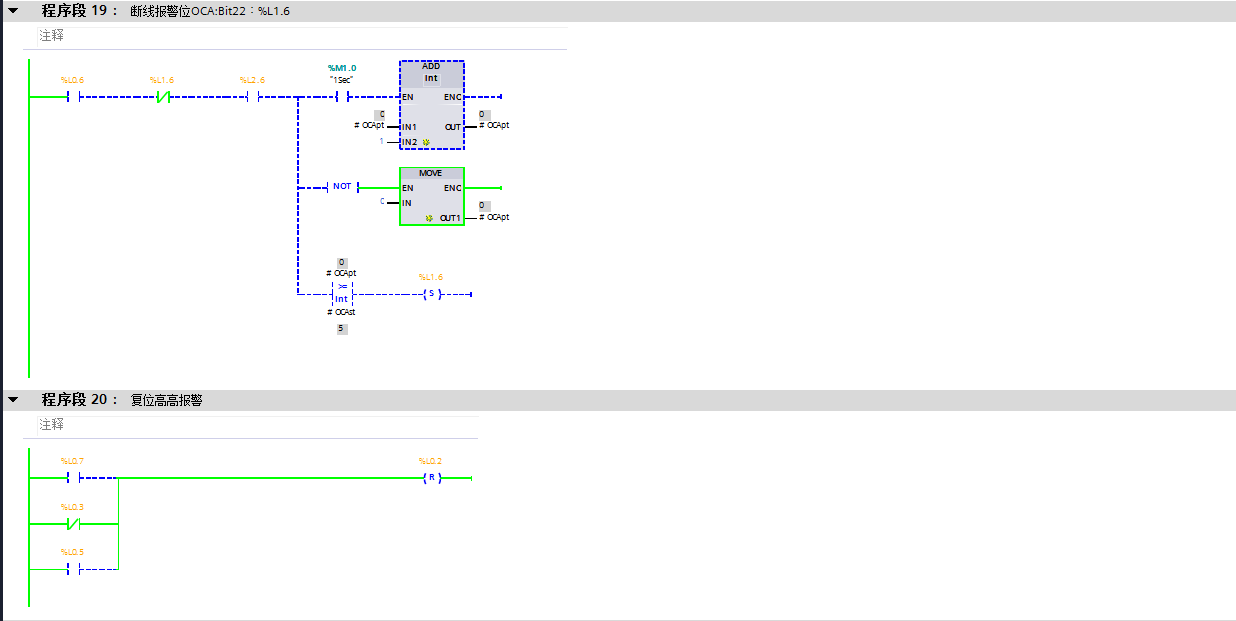 程序段 19： 断线报警位OCA:Bit22：%L1.6
注释
%L0.6 %L1.6 %L2.6 %M1.0 "1Sec" ADD Int
EN ENO
0 # OCApt IN1 OUT 0 # OCApt
1 IN2
NOT MOVE
EN ENO
0 IN
OUT1 0 # OCApt
0
# OCApt %L1.6
>= Int S
# OCAst
5
程序段 20： 复位高高报警
注释
%L0.7 %L0.2
R
%L0.5